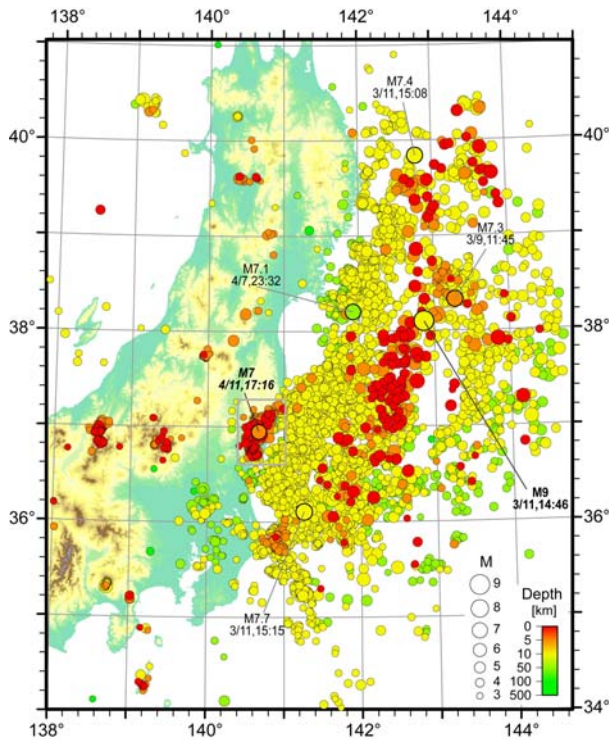 138° 140° 142° 144°
M7.4
3/11,15:08
40° 40°
M7.3
3/9,11:45
M7.1
4/7,23:32
38° 38°
M7
4/11,17:16
M9
3/11,14:46
36° 36°
M
9
8
7
6
5
4
3
Depth
[km]
0
5
10
50
100
500
M7.7
3/11,15:15
34°
138° 140° 142° 144°